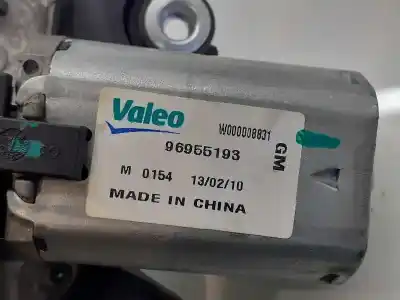 Valeo
W000008831
96955193
GM
M 0154 13/02/10
MADE IN CHINA